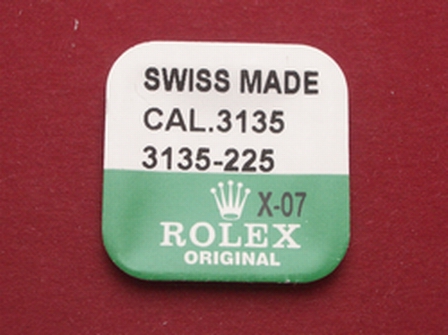 SWISS MADE
CAL.3135
3135-225
X-07
ROLEX
ORIGINAL